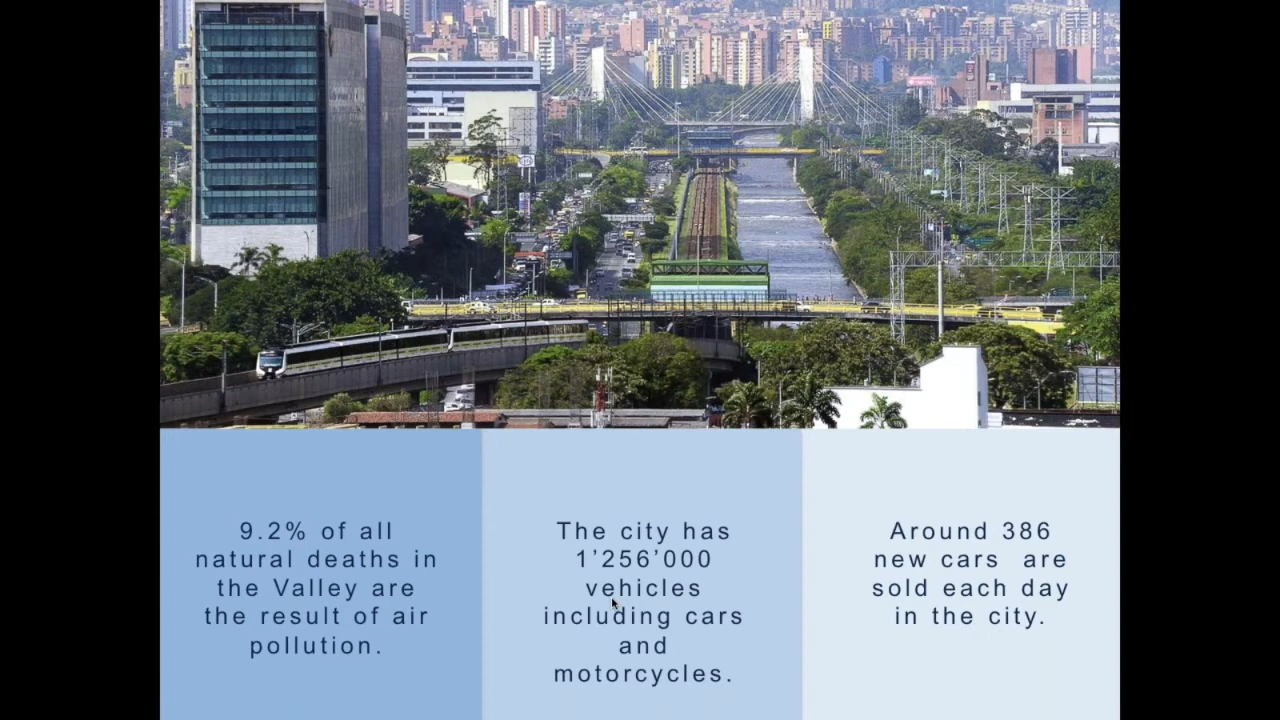 9.2% of all
natural deaths in
the Valley are
the result of air
pollution.
The city has
1’256’000
vehicles
including cars
and
motorcycles.
Around 386
new cars  are
sold each day
in the city.